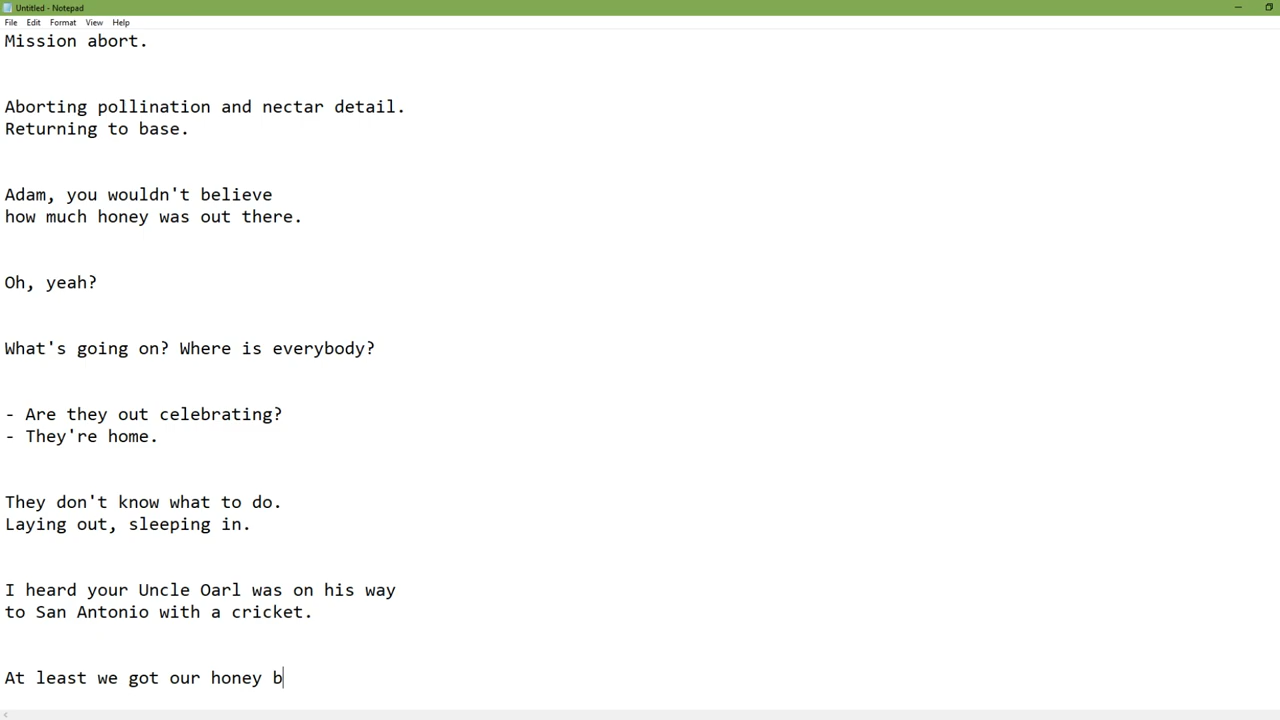 Untitled - Notepad
File Edit Format View Help
Mission abort.
Aborting pollination and nectar detail.
Returning to base.
Adam, you wouldn't believe
how much honey was out there.
Oh, yeah?
What's going on? Where is everybody?
- Are they out celebrating?
- They're home.
They don't know what to do.
Laying out, sleeping in.
I heard your Uncle Oarl was on his way
to San Antonio with a cricket.
At least we got our honey b